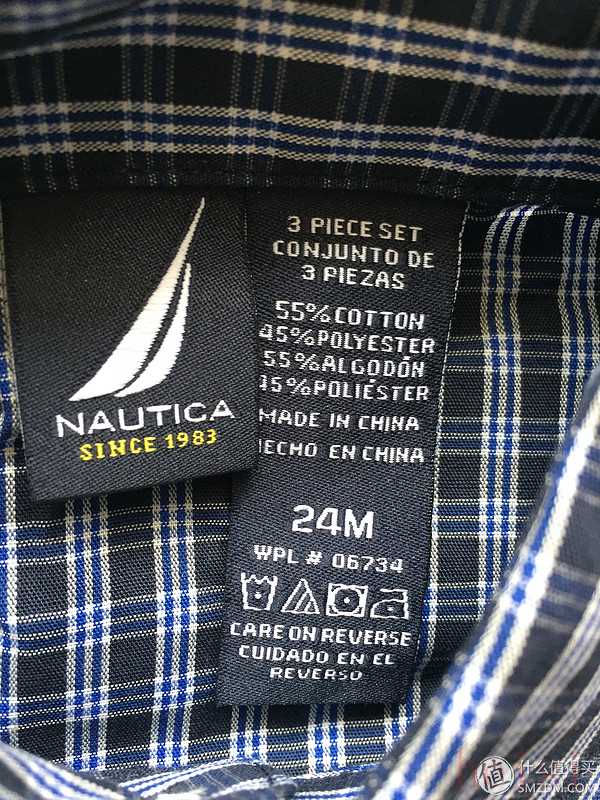 NAUTICA
SINCE 1983
3 PIECE SET
CONJUNTO DE
3 PIEZAS
55% COTTON
45% POLYESTER
55% ALGODÓN
45% POLIÉSTER
MADE IN CHINA
HECHO EN CHINA
24M
WPL # 06734
CARE ON REVERSE
CUIDADO EN EL
REVERSO
值 什么值得买
SMZDM.COM